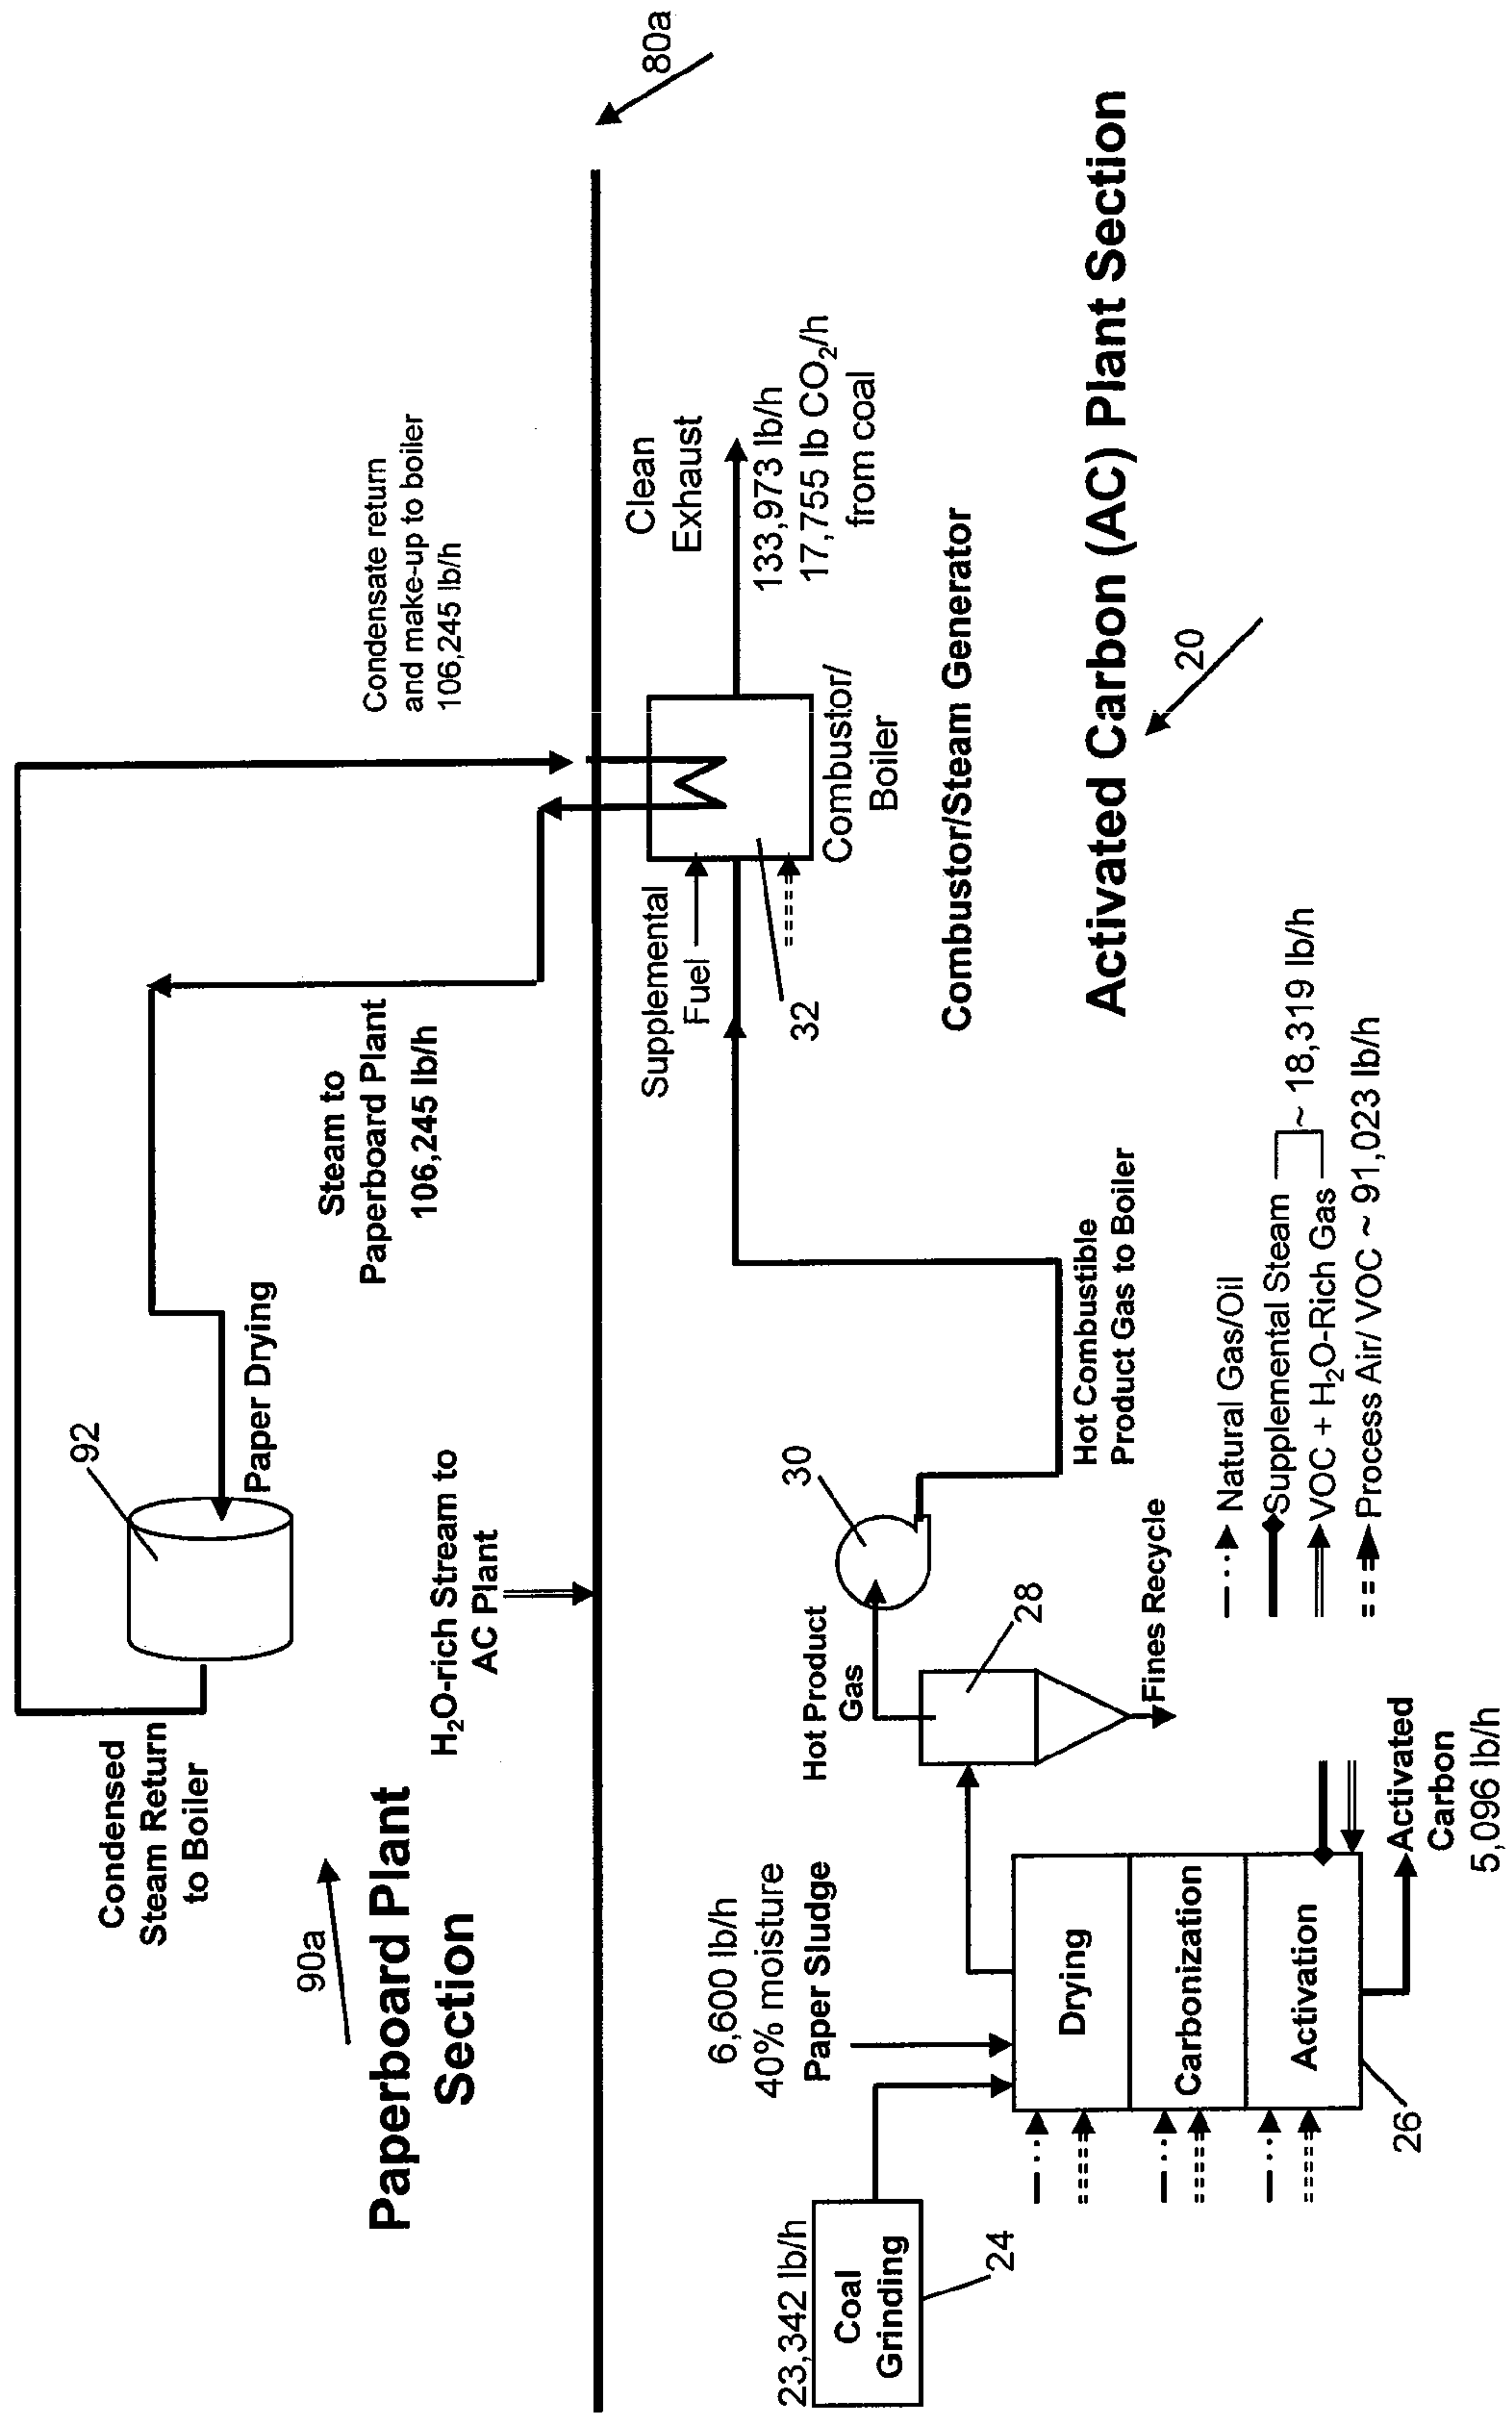 80a
Condensed
Steam Return
to Boiler
92
Paper Drying
Steam to
Paperboard Plant
106,245 lb/h
Condensate return
and make-up to boiler
106,245 lb/h
90a
Paperboard Plant
Section
H₂O-rich Stream to
AC Plant
23,342 lb/h
Coal
Grinding
24
6,600 lb/h
40% moisture
Paper Sludge
Drying
Carbonization
Activation
26
Activated
Carbon
5,096 lb/h
Hot Product
Gas
28
Fines Recycle
30
Hot Combustible
Product Gas to Boiler
Supplemental
Fuel
32
Combustor/
Boiler
Clean
Exhaust
133,973 lb/h
17,755 lb CO₂/h
from coal
Combustor/Steam Generator
Activated Carbon (AC) Plant Section
20
Natural Gas/Oil
Supplemental Steam
VOC + H₂O-Rich Gas
~ 18,319 lb/h
Process Air/ VOC ~ 91,023 lb/h